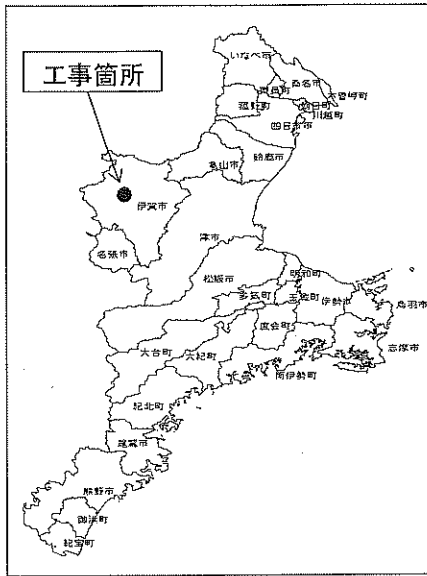 工事箇所
いなべ市
桑名市
木曽岬町
東員町
朝日町
川越町
菰野町
四日市市
亀山市
鈴鹿市
伊賀市
津市
名張市
松阪市
明和町
多気町
玉城町
伊勢市
鳥羽市
度会町
志摩市
大台町
大紀町
南伊勢町
紀北町
尾鷲市
熊野市
御浜町
紀宝町